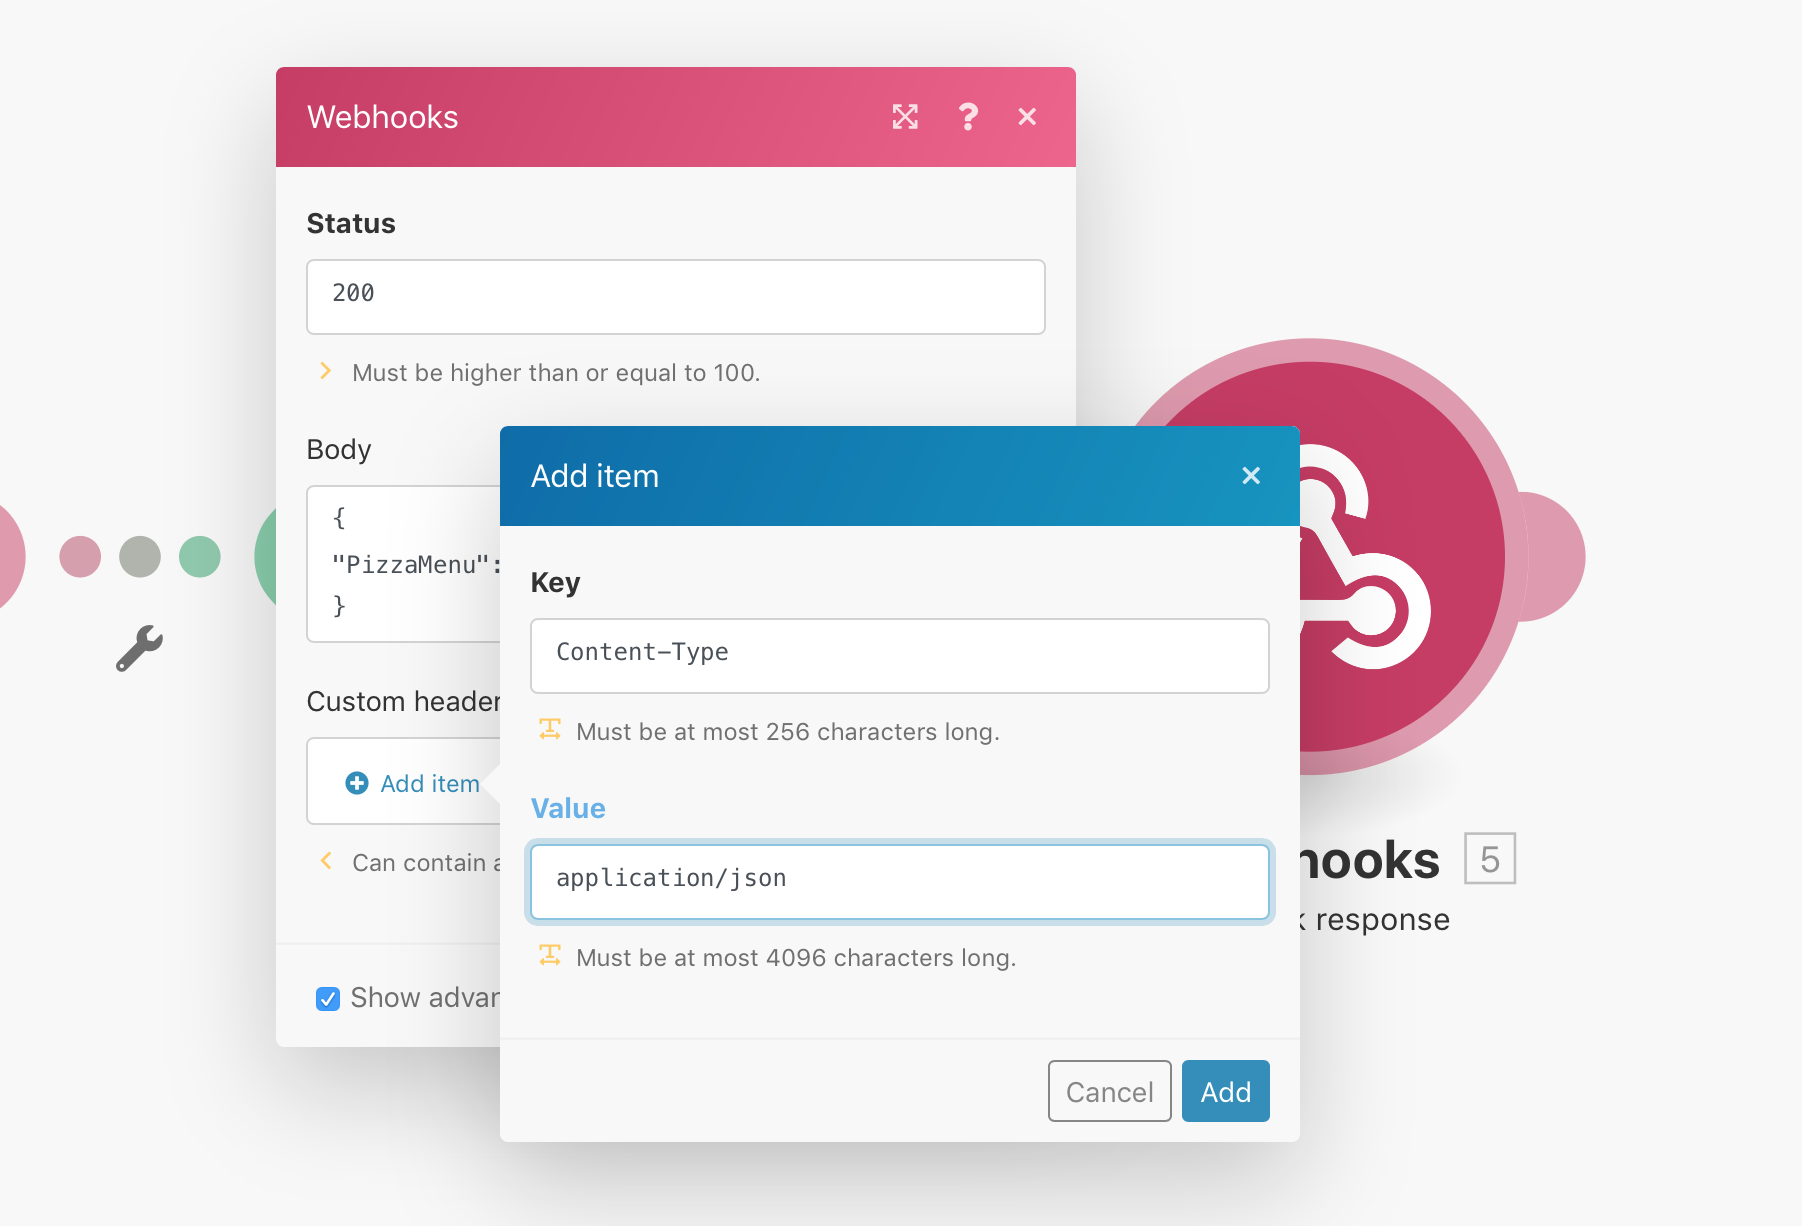 Webhooks
Status
200
Must be higher than or equal to 100.
Body
{
"PizzaMenu":
}
Custom header
Add item
Can contain
Show advan
Add item
Key
Content-Type
Must be at most 256 characters long.
Value
application/json
Must be at most 4096 characters long.
Cancel
Add
hooks 5
response